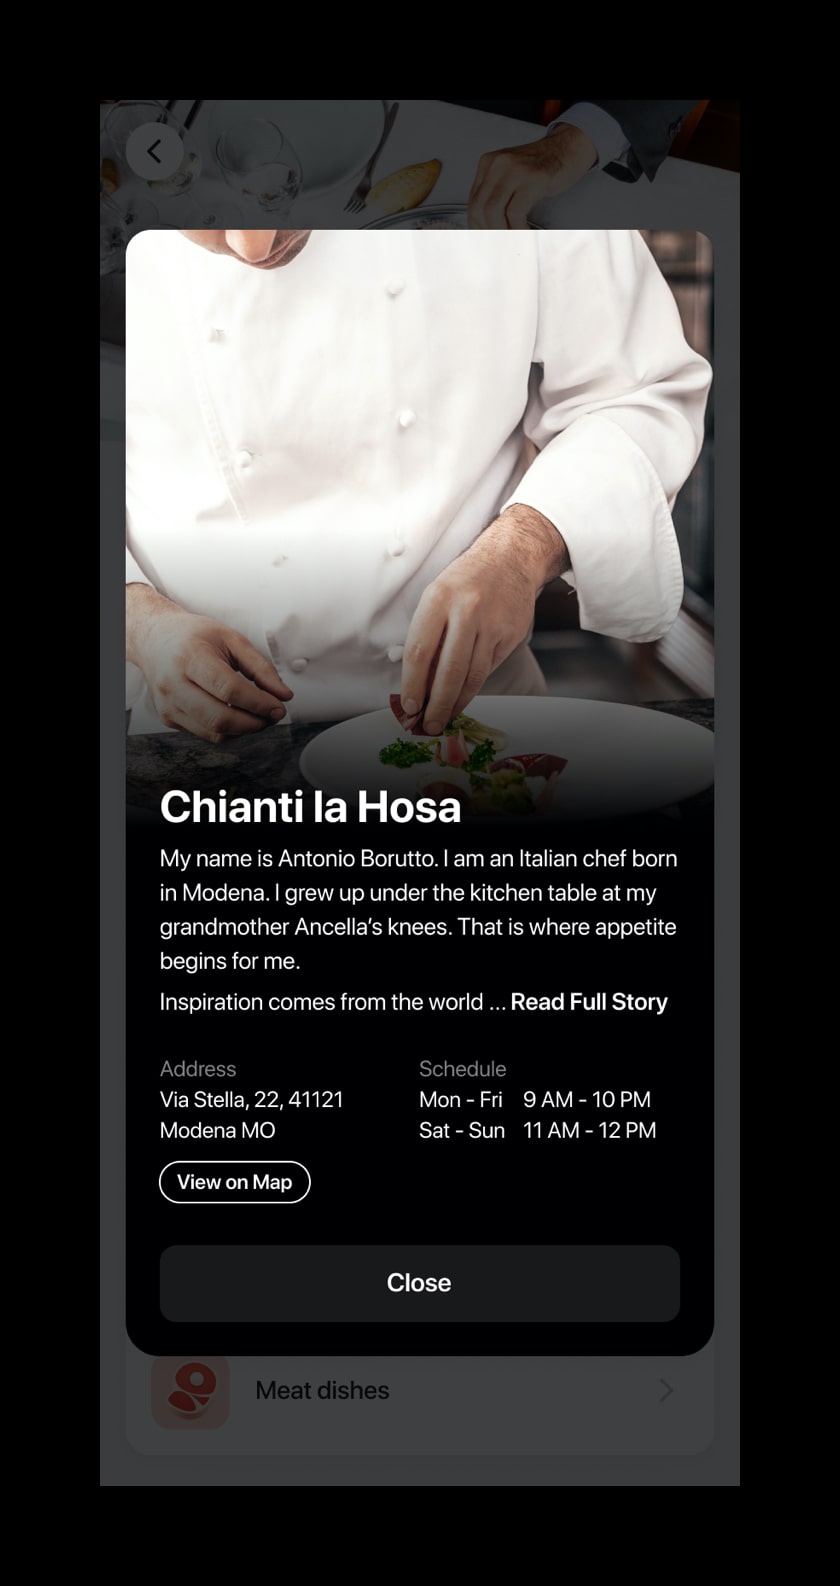 Chianti la Hosa
My name is Antonio Borutto. I am an Italian chef born
in Modena. I grew up under the kitchen table at my
grandmother Ancella’s knees. That is where appetite
begins for me.
Inspiration comes from the world ... Read Full Story
Address
Via Stella, 22, 41121
Modena MO
View on Map
Schedule
Mon - Fri 9 AM - 10 PM
Sat - Sun 11 AM - 12 PM
Close
Meat dishes